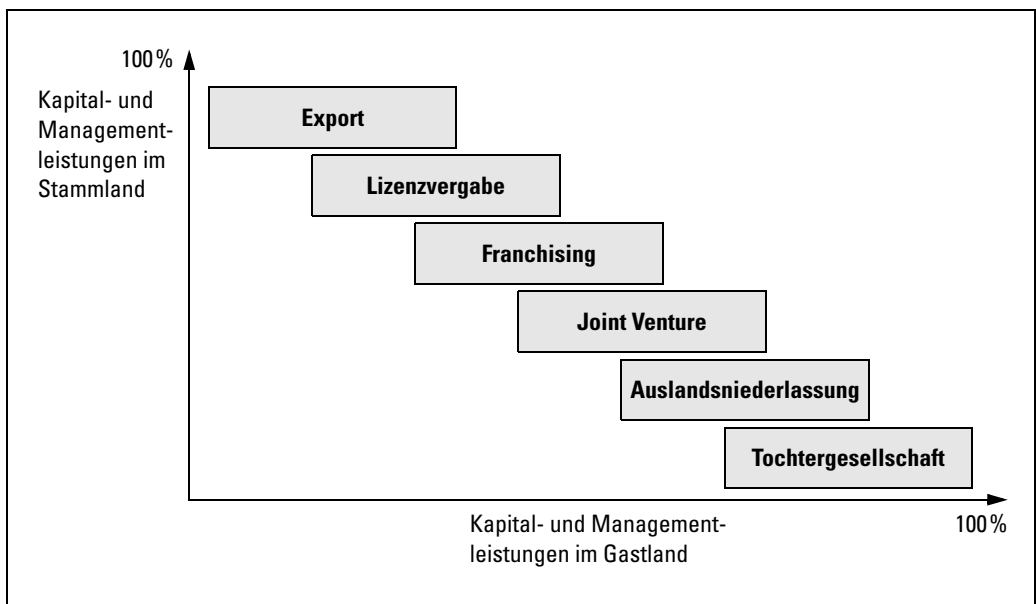 100 %
Kapital- und
Management-
leistungen im
Stammland
Export
Lizenzvergabe
Franchising
Joint Venture
Auslandsniederlassung
Tochtergesellschaft
Kapital- und Management-
leistungen im Gastland
100 %